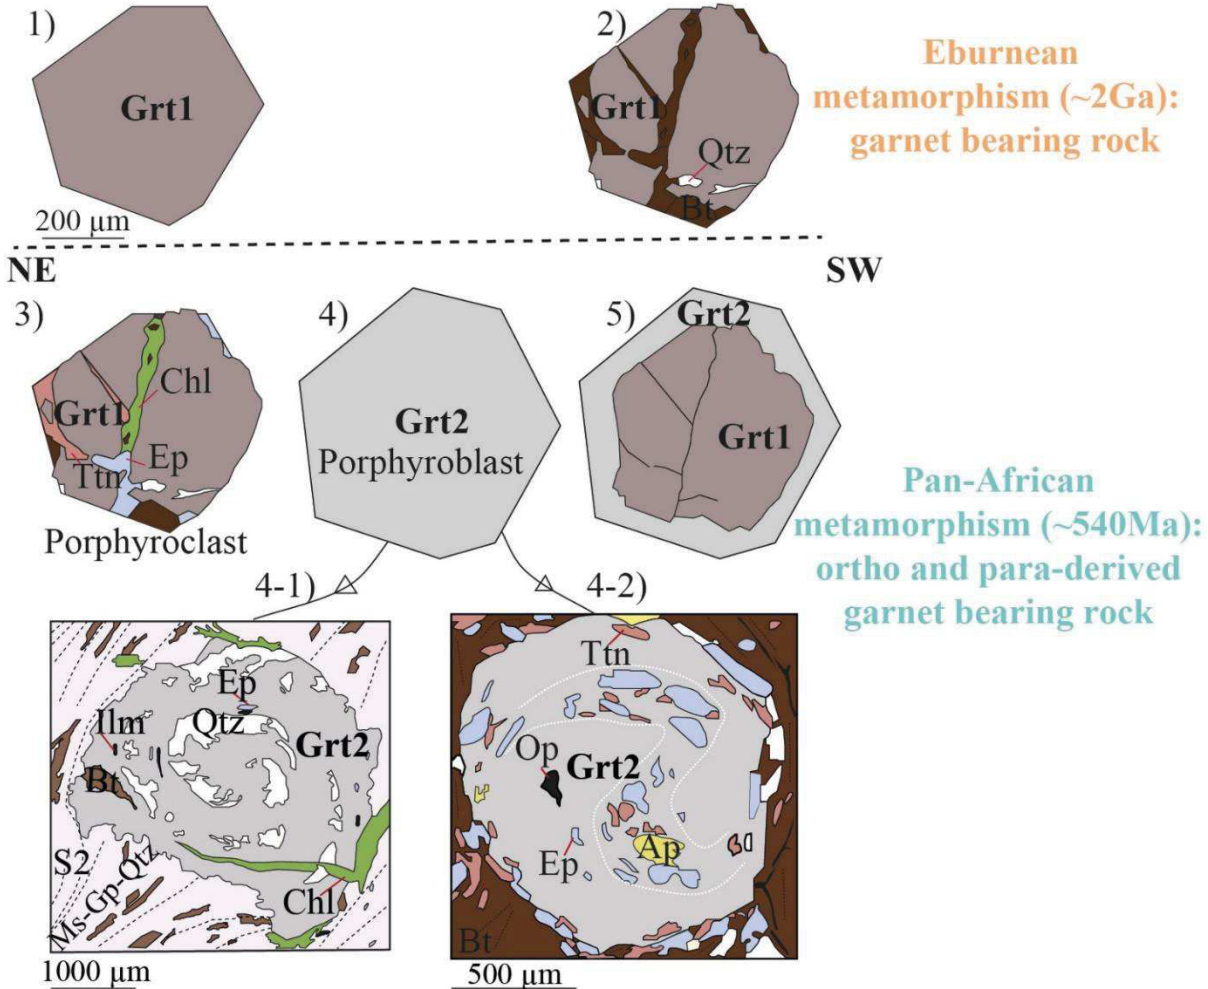 1)
Grt1
200 µm
2)
Grt1
Qtz
Bt
Eburnean
metamorphism (~2Ga):
garnet bearing rock
NE
SW
3)
Chl
Grt1
Ttn
Ep
Porphyroclast
4)
Grt2
Porphyroblast
5)
Grt2
Grt1
Pan-African
metamorphism (~540Ma):
ortho and para-derived
garnet bearing rock
4-1)
Ep
Ilm
Qtz
Grt2
Bt
S2
Ms-Gp-Qtz
Chl
1000 µm
4-2)
Ttn
Op
Grt2
Ep
Ap
Bt
500 µm